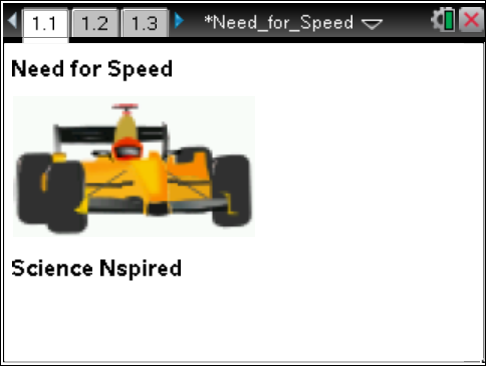 1.1 1.2 1.3 *Need_for_Speed
Need for Speed
Science Nspired